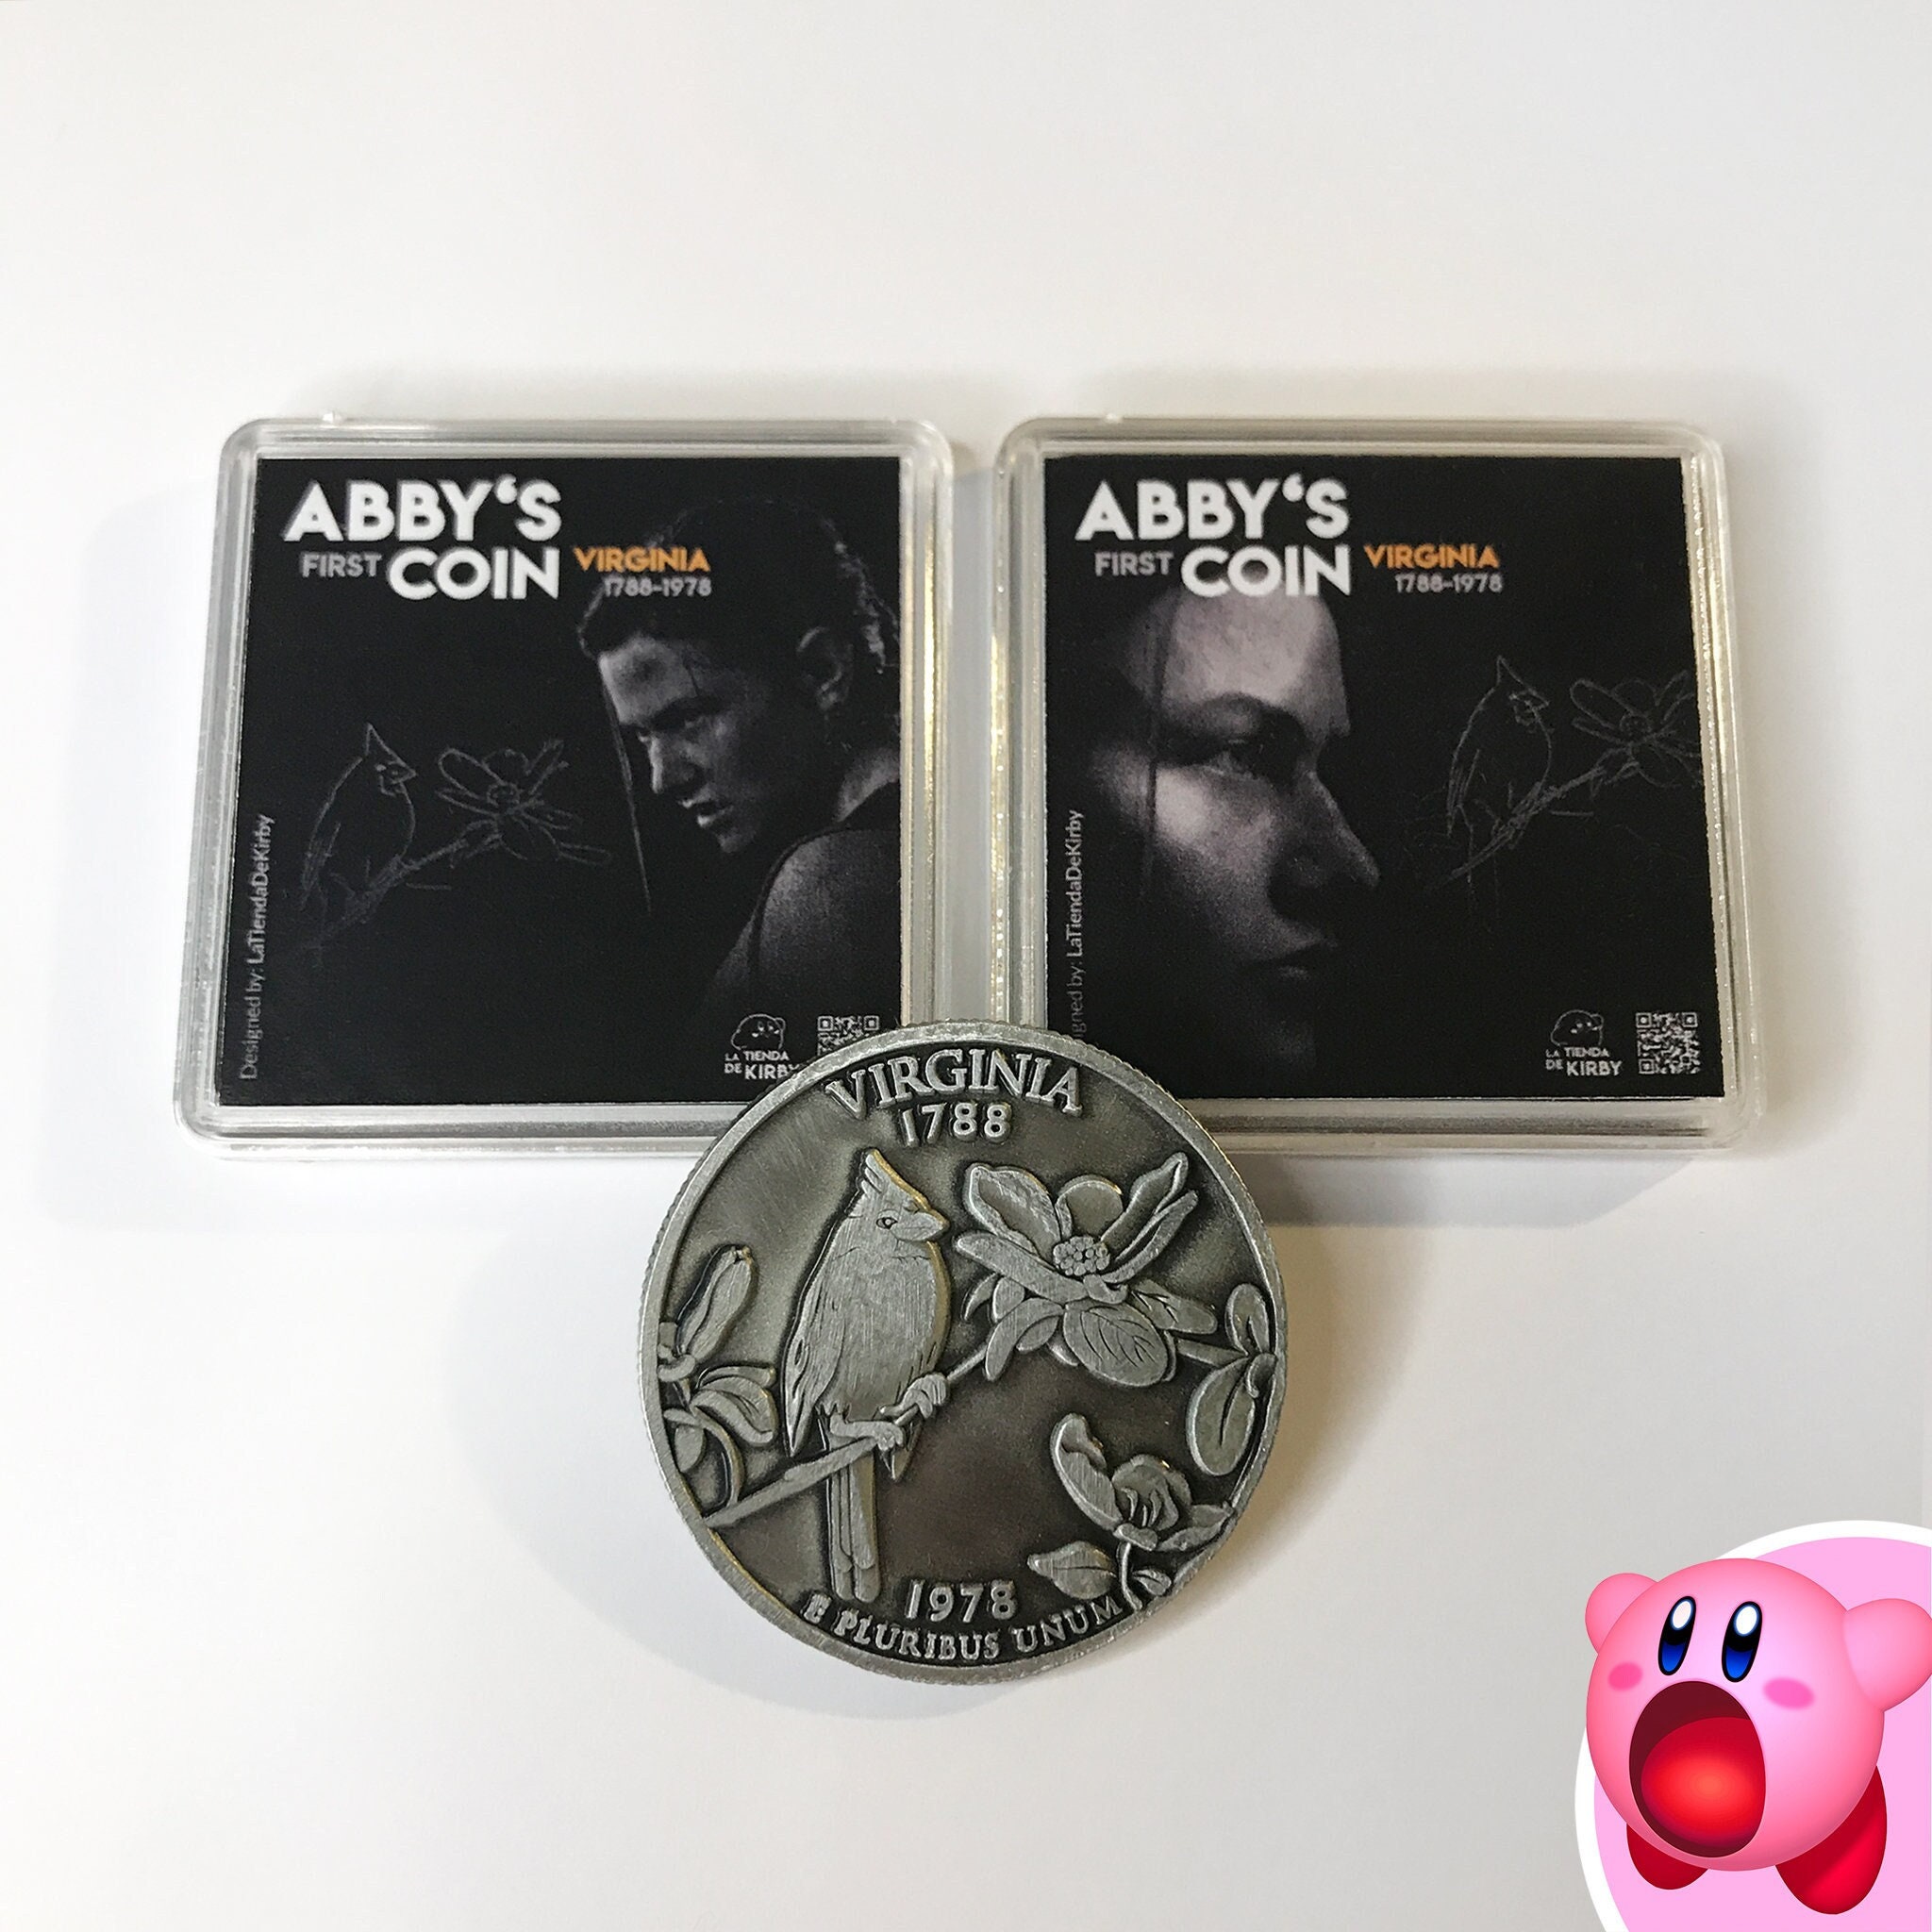 ABBY'S
FIRST COIN VIRGINIA
1788-1978
Designed by: LaTiendaDeKirby
LA TIENDA
DE KIRBY
ABBY'S
FIRST COIN VIRGINIA
1788-1978
gned by: LaTiendaDeKirby
LA TIENDA
DE KIRBY
VIRGINIA
1788
1978
E PLURIBUS UNUM